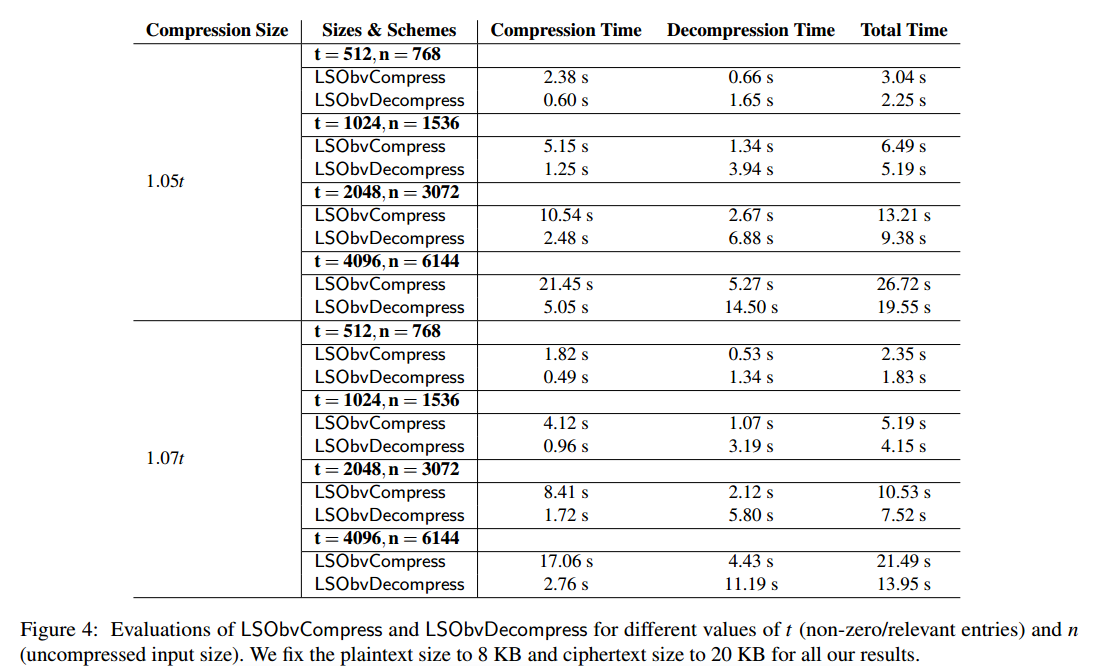 Compression Size Sizes & Schemes Compression Time Decompression Time Total Time
t = 512, n = 768
LSObvCompress 2.38 s 0.66 s 3.04 s
LSObvDecompress 0.60 s 1.65 s 2.25 s
t = 1024, n = 1536
LSObvCompress 5.15 s 1.34 s 6.49 s
1.05t
LSObvDecompress 1.25 s 3.94 s 5.19 s
t = 2048, n = 3072
LSObvCompress 10.54 s 2.67 s 13.21 s
LSObvDecompress 2.48 s 6.88 s 9.38 s
t = 4096, n = 6144
LSObvCompress 21.45 s 5.27 s 26.72 s
LSObvDecompress 5.05 s 14.50 s 19.55 s
t = 512, n = 768
LSObvCompress 1.82 s 0.53 s 2.35 s
LSObvDecompress 0.49 s 1.34 s 1.83 s
t = 1024, n = 1536
LSObvCompress 4.12 s 1.07 s 5.19 s
LSObvDecompress 0.96 s 3.19 s 4.15 s
1.07t
t = 2048, n = 3072
LSObvCompress 8.41 s 2.12 s 10.53 s
LSObvDecompress 1.72 s 5.80 s 7.52 s
t = 4096, n = 6144
LSObvCompress 17.06 s 4.43 s 21.49 s
LSObvDecompress 2.76 s 11.19 s 13.95 s
Figure 4: Evaluations of LSObvCompress and LSObvDecompress for different values of t (non-zero/relevant entries) and n
(uncompressed input size). We fix the plaintext size to 8 KB and ciphertext size to 20 KB for all our results.